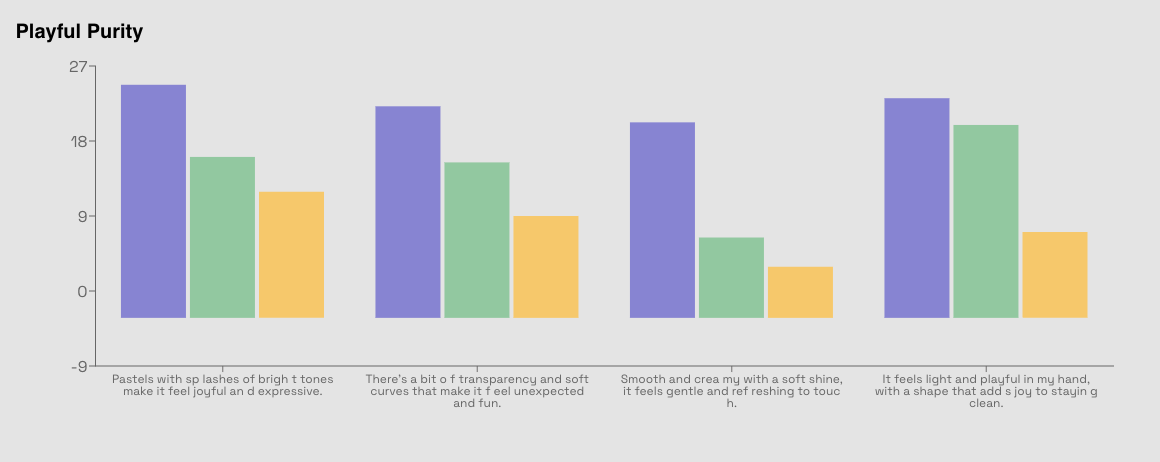 Playful Purity
27
18
9
0
-9
Pastels with sp lashes of brigh t tones
make it feel joyful an d expressive.
There's a bit o f transparency and soft
curves that make it f eel unexpected
and fun.
Smooth and crea my with a soft shine,
it feels gentle and ref reshing to touc
h.
It feels light and playful in my hand,
with a shape that add s joy to stayin g
clean.